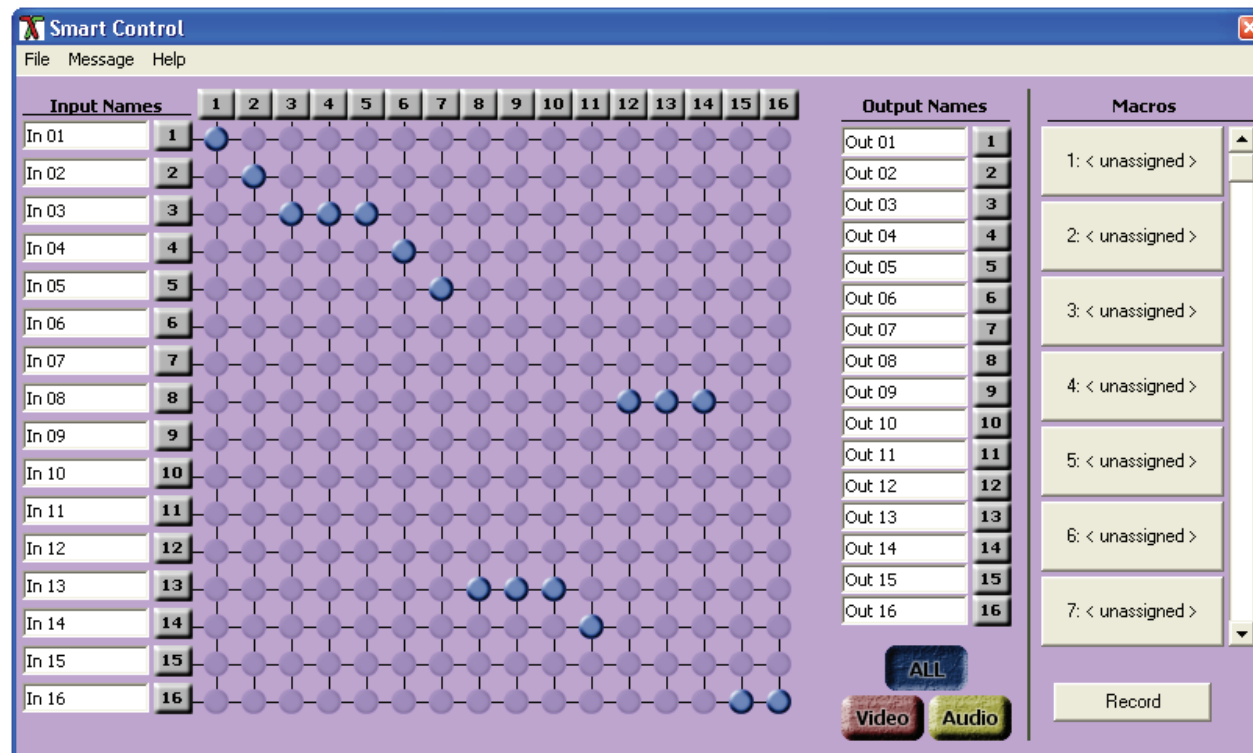 Smart Control
File Message Help
Input Names
1 2 3 4 5 6 7 8 9 10 11 12 13 14 15 16
In 01 1
In 02 2
In 03 3
In 04 4
In 05 5
In 06 6
In 07 7
In 08 8
In 09 9
In 10 10
In 11 11
In 12 12
In 13 13
In 14 14
In 15 15
In 16 16
Output Names
Out 01 1
Out 02 2
Out 03 3
Out 04 4
Out 05 5
Out 06 6
Out 07 7
Out 08 8
Out 09 9
Out 10 10
Out 11 11
Out 12 12
Out 13 13
Out 14 14
Out 15 15
Out 16 16
ALL
Video Audio
Macros
1: < unassigned >
2: < unassigned >
3: < unassigned >
4: < unassigned >
5: < unassigned >
6: < unassigned >
7: < unassigned >
Record